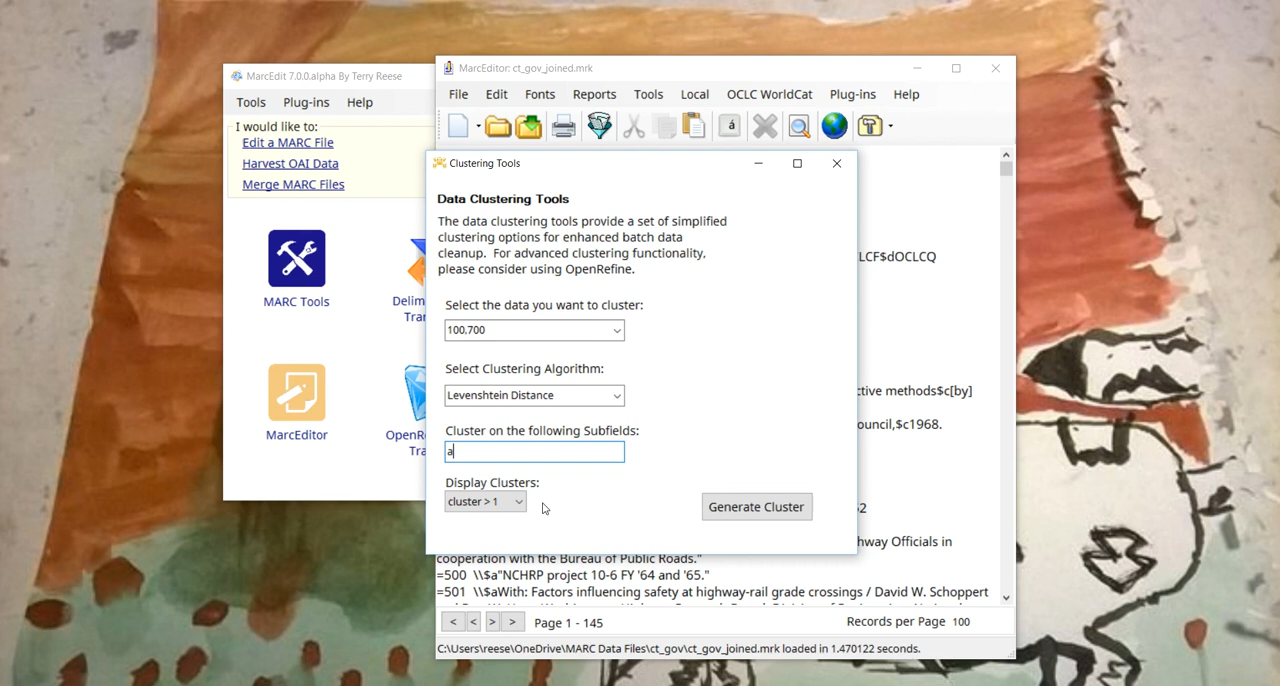 MarcEdit 7.0.0.alpha By Terry Reese
Tools Plug-ins Help
I would like to:
Edit a MARC File
Harvest OAI Data
Merge MARC Files
MARC Tools
MarcEditor
MarcEditor: ct_gov_joined.mrk
File Edit Fonts Reports Tools Local OCLC WorldCat Plug-ins Help
á
Clustering Tools
Data Clustering Tools
The data clustering tools provide a set of simplified
clustering options for enhanced batch data
cleanup. For advanced clustering functionality,
please consider using OpenRefine.
Select the data you want to cluster:
100,700
Select Clustering Algorithm:
Levenshtein Distance
Cluster on the following Subfields:
a
Display Clusters:
cluster > 1
Generate Cluster
LCF$dOCLCQ
ctive methods$c[by]
ouncil,$c1968.
hway Officials in
cooperation with the Bureau of Public Roads."
=500 \\$a"NCHRP project 10-6 FY '64 and '65."
=501 \\$aWith: Factors influencing safety at highway-rail grade crossings / David W. Schoppert
< < > > Page 1 - 145 Records per Page 100
C:\Users\reese\OneDrive\MARC Data Files\ct_gov\ct_gov_joined.mrk loaded in 1.470122 seconds.